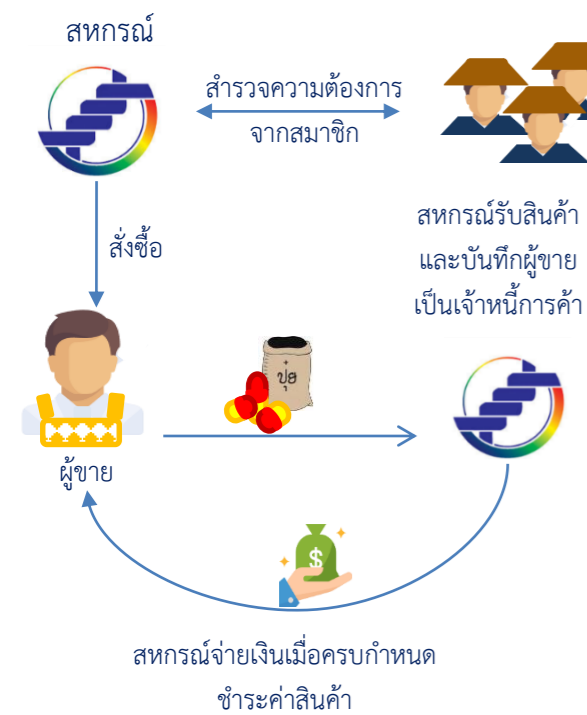 สหกรณ์
สำรวจความต้องการ
จากสมาชิก
สหกรณ์รับสินค้า
และบันทึกผู้ขาย
เป็นเจ้าหนี้การค้า
สั่งซื้อ
ปุ๋ย
ผู้ขาย
$
สหกรณ์จ่ายเงินเมื่อครบกำหนด
ชำระค่าสินค้า